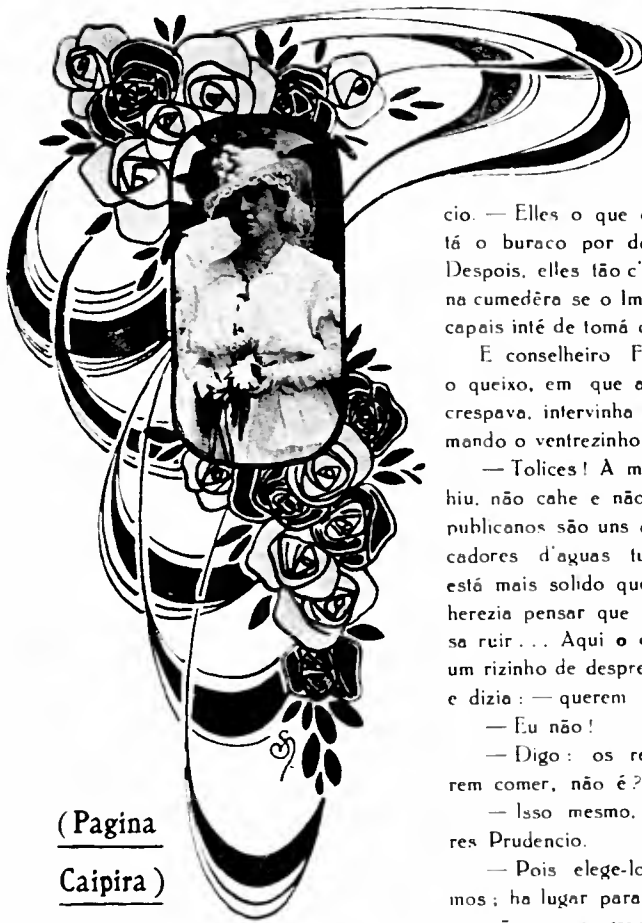 cio. — Elles o que
tá o buraco por
Despois, elles tão c'
na cumedêra se o Im
capais inté de tomá
E conselheiro F
o queixo, em que a
crespava, intervinha
mando o ventrezinho
— Tolices! A m
hiu, não cahe e não
publicanos são uns
cadores d'aguas tu
está mais solido que
herezia pensar que
sa ruir... Aqui o
um rizinho de despre
e dizia: — querem
— Eu não!
— Digo: os re
rem comer, não é?
— Isso mesmo,
res Prudencio.
— Pois elege-lo
mos; ha lugar para
(Pagina
Caipira)